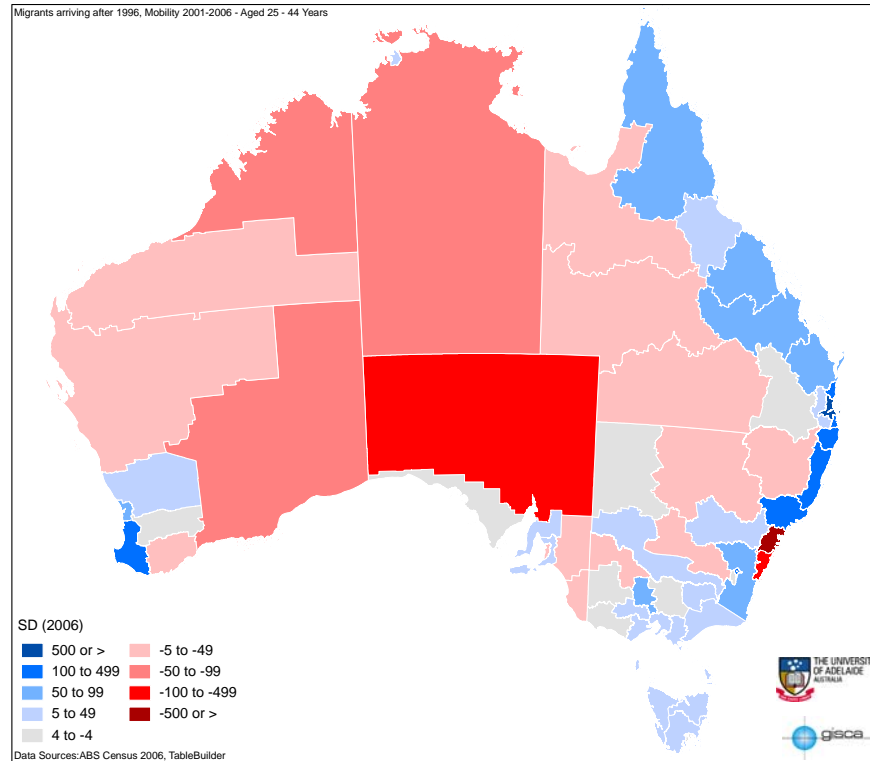 Migrants arriving after 1996, Mobility 2001-2006 - Aged 25 - 44 Years
SD (2006)
500 or >
100 to 499
50 to 99
5 to 49
4 to -4
-5 to -49
-50 to -99
-100 to -499
-500 or >
THE UNIVERSITY
OF ADELAIDE
AUSTRALIA
gisca
Data Sources:ABS Census 2006, TableBuilder